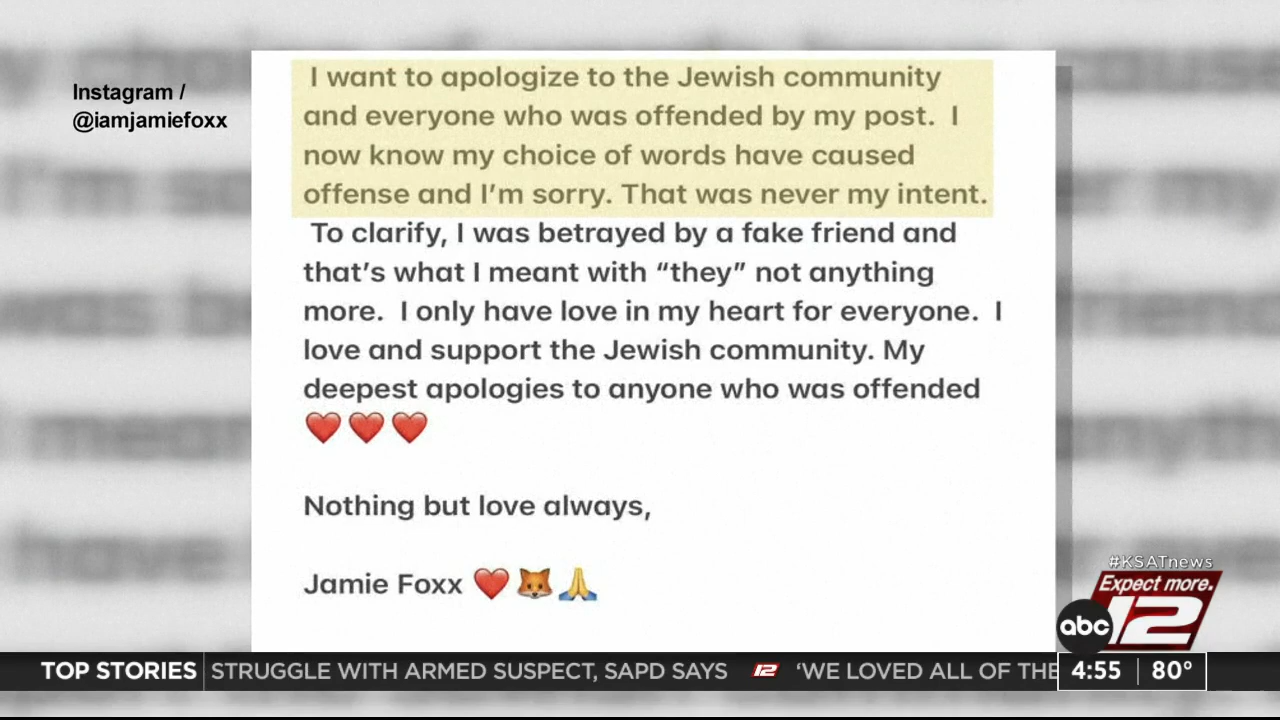 Instagram /
@iamjamiefoxx
I want to apologize to the Jewish community
and everyone who was offended by my post. I
now know my choice of words have caused
offense and I'm sorry. That was never my intent.
To clarify, I was betrayed by a fake friend and
that's what I meant with “they” not anything
more. I only have love in my heart for everyone. I
love and support the Jewish community. My
deepest apologies to anyone who was offended
❤️❤️❤️
Nothing but love always,
Jamie Foxx ❤️🦊🙏
#KSATnews
Expect more.
abc 12
TOP STORIES STRUGGLE WITH ARMED SUSPECT, SAPD SAYS 12 ‘WE LOVED ALL OF THE 4:55 80°